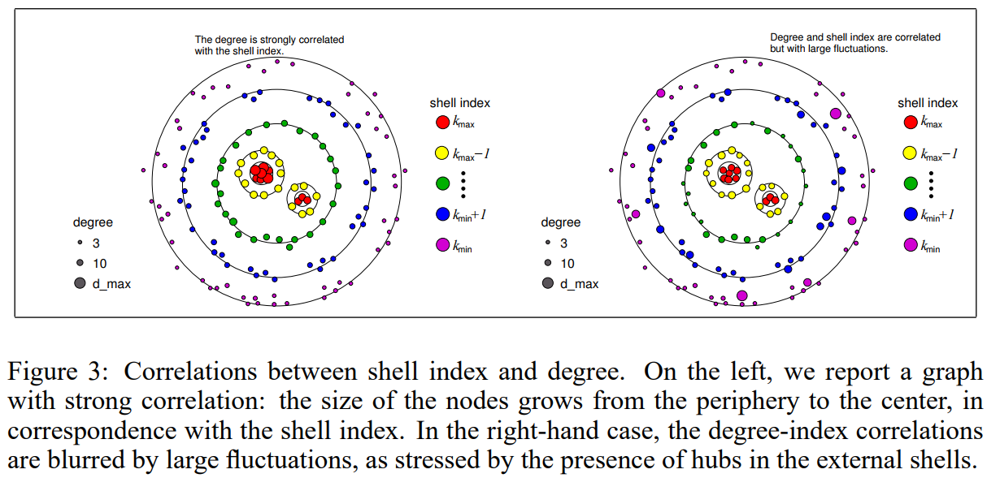 The degree is strongly correlated
with the shell index.
shell index
kmax
kmax−1
kmin+1
kmin
degree
3
10
d_max
Degree and shell index are correlated
but with large fluctuations.
shell index
kmax
kmax−1
kmin+1
kmin
degree
3
10
d_max
Figure 3: Correlations between shell index and degree. On the left, we report a graph
with strong correlation: the size of the nodes grows from the periphery to the center, in
correspondence with the shell index. In the right-hand case, the degree-index correlations
are blurred by large fluctuations, as stressed by the presence of hubs in the external shells.